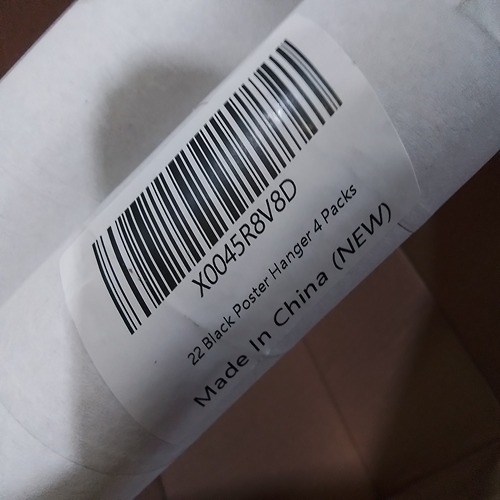 X0045R8V8D
22 Black Poster Hanger 4 Packs
Made In China (NEW)